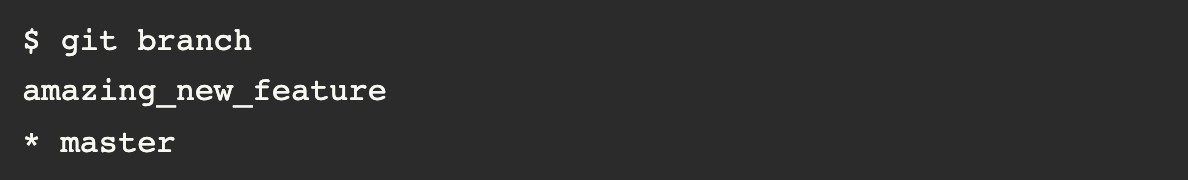 $ git branch
amazing_new_feature
* master